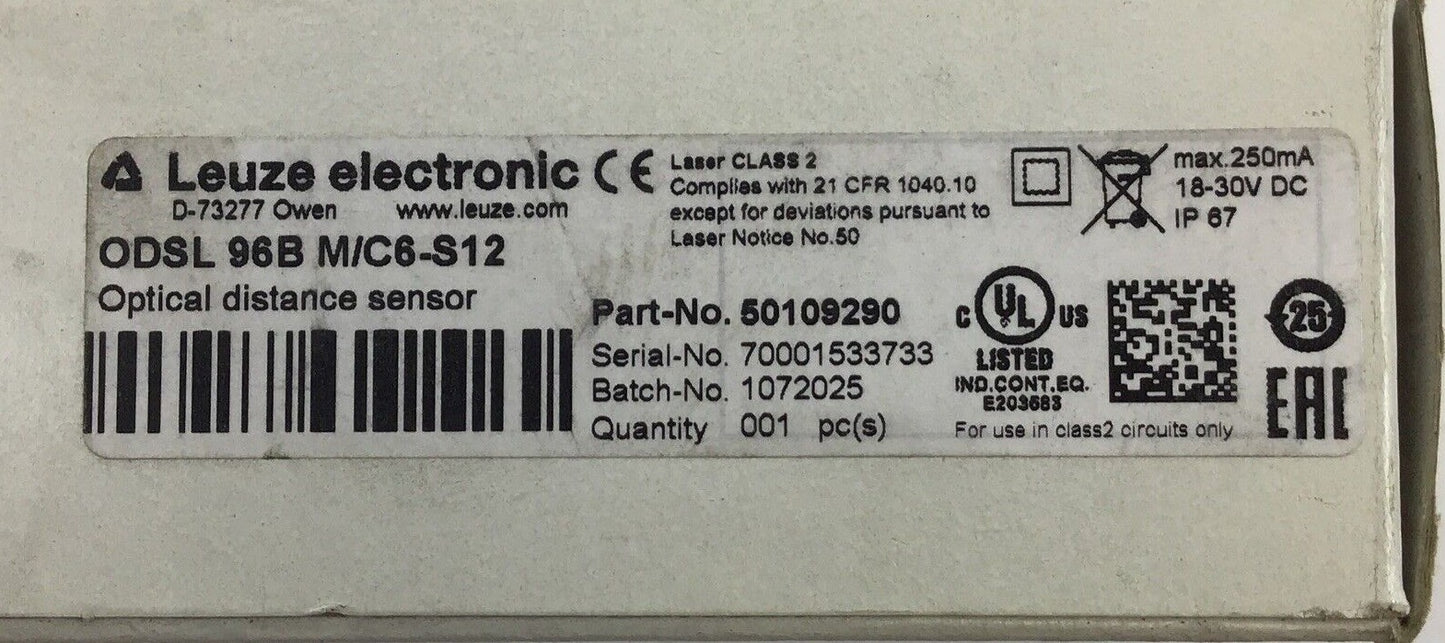 Leuze electronic CE
D-73277 Owen www.leuze.com
ODSL 96B M/C6-S12
Optical distance sensor
Laser CLASS 2
Complies with 21 CFR 1040.10
except for deviations pursuant to
Laser Notice No.50
max.250mA
18-30V DC
IP 67
Part-No. 50109290
Serial-No. 70001533733
Batch-No. 1072025
Quantity 001 pc(s)
C UL US
LISTED
IND.CONT.EQ.
E203683
For use in class2 circuits only
25
EAC